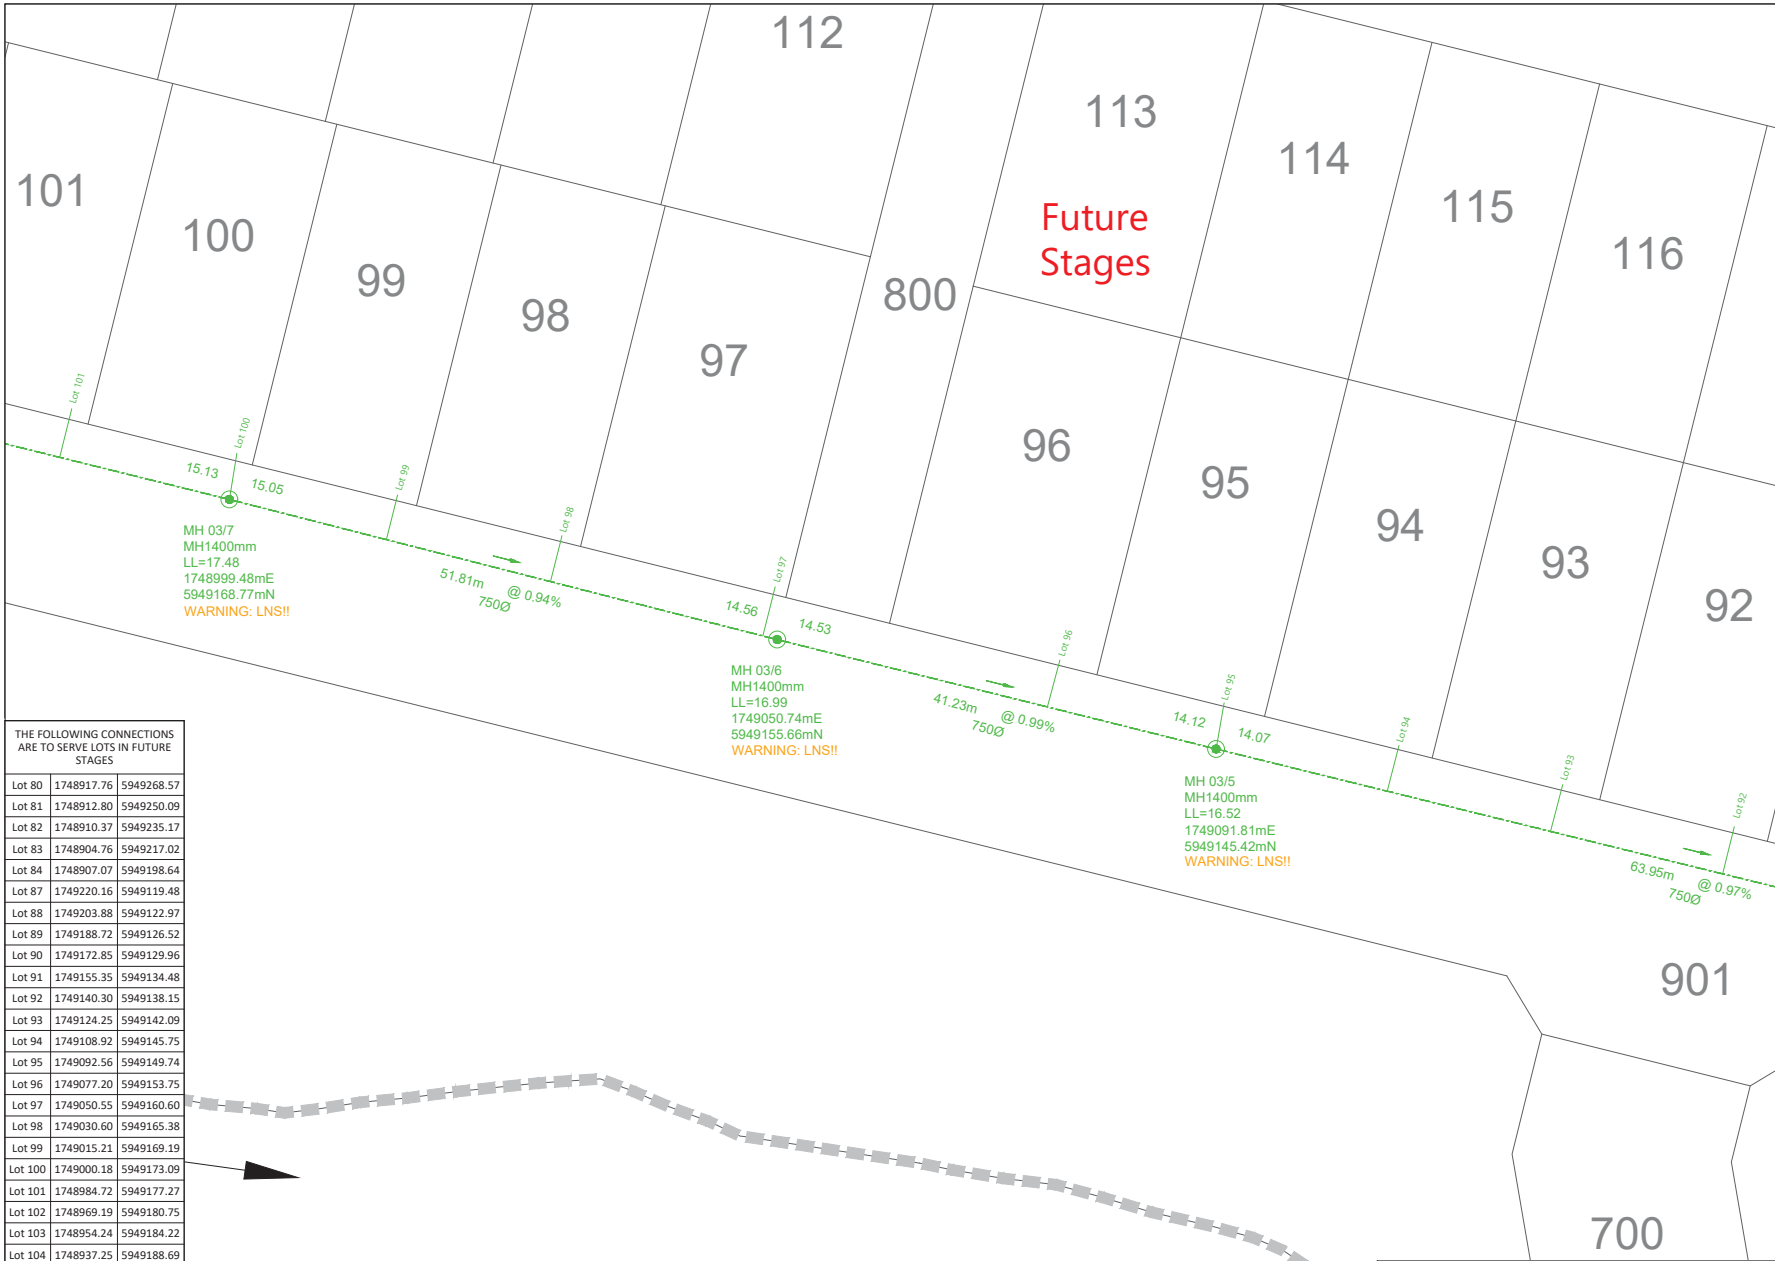 112
113
114
115
116
101
100
99
98
97
800
Future
Stages
96
95
94
93
92
901
700
Lot 101
Lot 100
Lot 99
Lot 98
Lot 97
Lot 96
Lot 95
Lot 94
Lot 93
Lot 92
15.13
15.05
MH 03/7
MH1400mm
LL=17.48
1748999.48mE
5949168.77mN
WARNING: LNS!!
51.81m @ 0.94%
750Ø
14.56
14.53
MH 03/6
MH1400mm
LL=16.99
1749050.74mE
5949155.66mN
WARNING: LNS!!
41.23m @ 0.99%
750Ø
14.12
14.07
MH 03/5
MH1400mm
LL=16.52
1749091.81mE
5949145.42mN
WARNING: LNS!!
63.95m @ 0.97%
750Ø
THE FOLLOWING CONNECTIONS
ARE TO SERVE LOTS IN FUTURE
STAGES
Lot 80 1748917.76 5949268.57
Lot 81 1748912.80 5949250.09
Lot 82 1748910.37 5949235.17
Lot 83 1748904.76 5949217.02
Lot 84 1748907.07 5949198.64
Lot 87 1749220.16 5949119.48
Lot 88 1749203.88 5949122.97
Lot 89 1749188.72 5949126.52
Lot 90 1749172.85 5949129.96
Lot 91 1749155.35 5949134.48
Lot 92 1749140.30 5949138.15
Lot 93 1749124.25 5949142.09
Lot 94 1749108.92 5949145.75
Lot 95 1749092.56 5949149.74
Lot 96 1749077.20 5949153.75
Lot 97 1749050.55 5949160.60
Lot 98 1749030.60 5949165.38
Lot 99 1749015.21 5949169.19
Lot 100 1749000.18 5949173.09
Lot 101 1748984.72 5949177.27
Lot 102 1748969.19 5949180.75
Lot 103 1748954.24 5949184.22
Lot 104 1748937.25 5949188.69